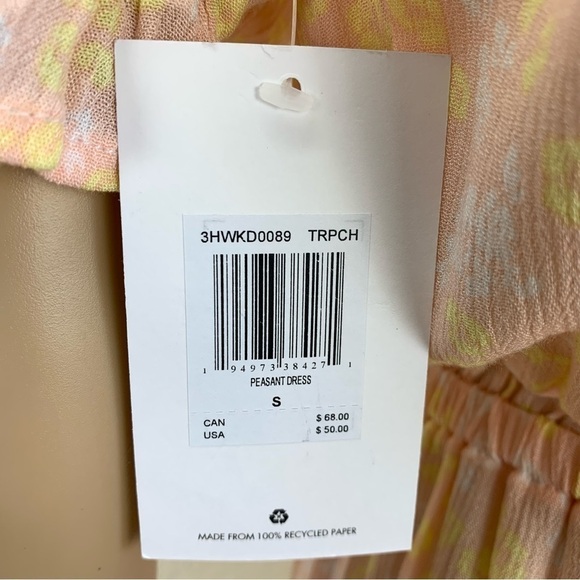 3HWKD0089 TRPCH
1 94973 38427 1
PEASANT DRESS
S
CAN $ 68.00
USA $ 50.00
MADE FROM 100% RECYCLED PAPER